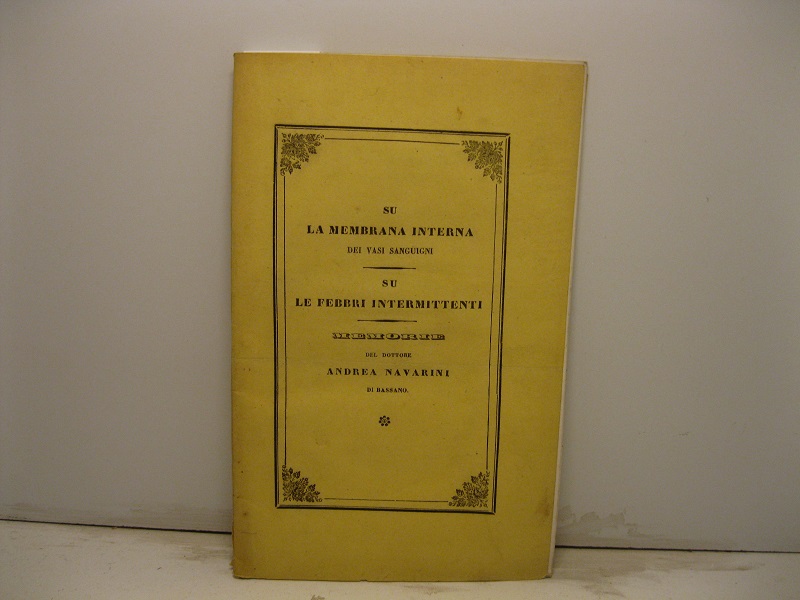 SU
LA MEMBRANA INTERNA
DEI VASI SANGUIGNI
SU
LE FEBBRI INTERMITTENTI
MEMORIE
DEL DOTTORE
ANDREA NAVARINI
DI BASSANO.